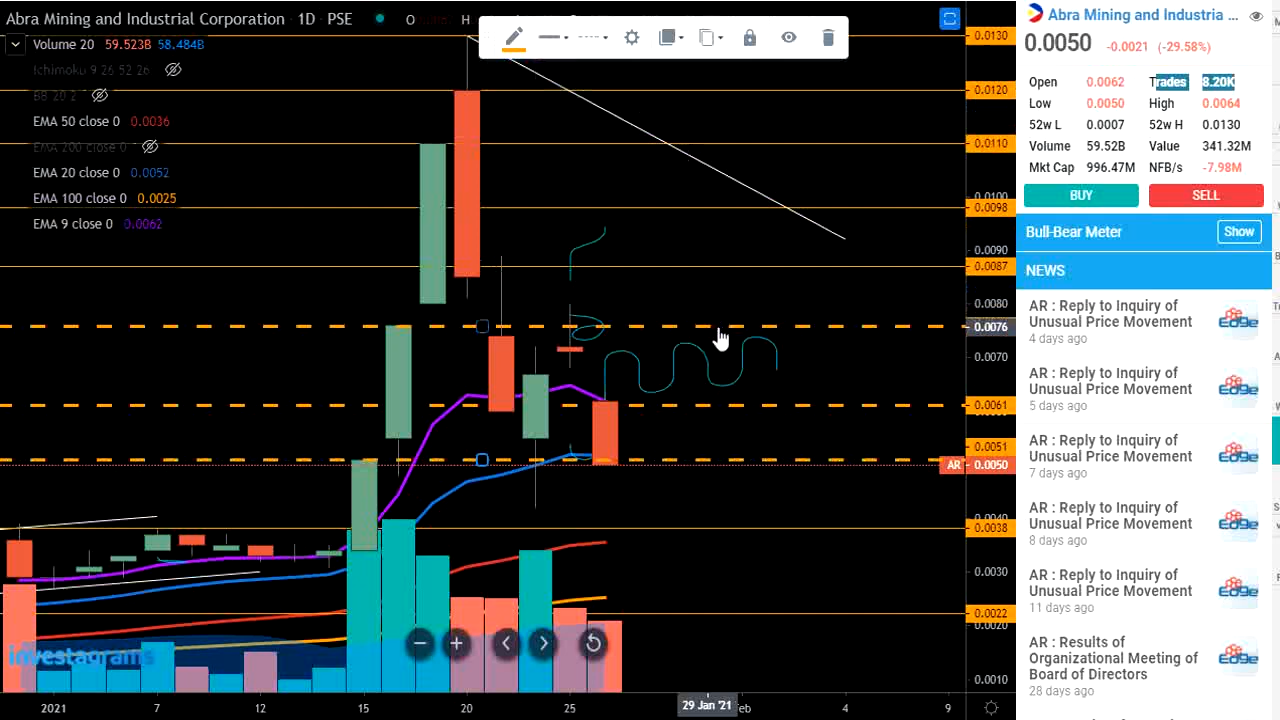 Abra Mining and Industrial Corporation · 1D · PSE O H
Volume 20 59.523B 58.484B
Ichimoku 9 26 52 26
BB 20 2
EMA 50 close 0 0.0036
EMA 200 close 0
EMA 20 close 0 0.0052
EMA 100 close 0 0.0025
EMA 9 close 0 0.0062
0.0130
0.0120
0.0110
0.0100
0.0098
0.0090
0.0087
0.0080
0.0076
0.0070
0.0061
0.0051
AR 0.0050
0.0040
0.0038
0.0030
0.0022
0.0020
0.0010
investagrams
2021 7 12 15 20 25 29 Jan '21 eb 4 9
Abra Mining and Industria ...
0.0050 -0.0021 (-29.58%)
Open 0.0062 Trades 8.20K
Low 0.0050 High 0.0064
52w L 0.0007 52w H 0.0130
Volume 59.52B Value 341.32M
Mkt Cap 996.47M NFB/s -7.98M
BUY SELL
Bull-Bear Meter Show
NEWS
AR : Reply to Inquiry of
Unusual Price Movement
4 days ago
EDGE
AR : Reply to Inquiry of
Unusual Price Movement
5 days ago
EDGE
AR : Reply to Inquiry of
Unusual Price Movement
7 days ago
EDGE
AR : Reply to Inquiry of
Unusual Price Movement
8 days ago
EDGE
AR : Reply to Inquiry of
Unusual Price Movement
11 days ago
EDGE
AR : Results of
Organizational Meeting of
Board of Directors
28 days ago
EDGE